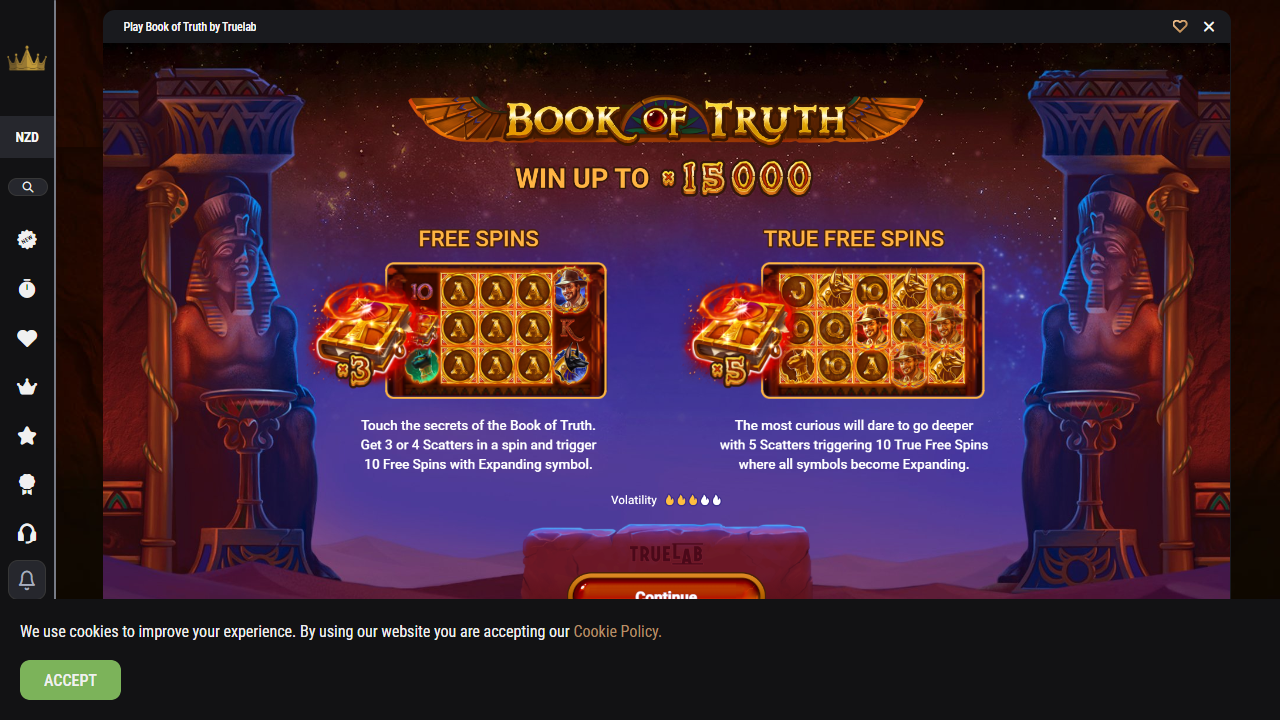 Play Book of Truth by Truelab
NZD
NEW
BOOK OF TRUTH
WIN UP TO x15000
FREE SPINS
TRUE FREE SPINS
10 A A A
A A A K
A A A
x3
J 10 10
Q Q K
10 A
x5
Touch the secrets of the Book of Truth.
Get 3 or 4 Scatters in a spin and trigger
10 Free Spins with Expanding symbol.
The most curious will dare to go deeper
with 5 Scatters triggering 10 True Free Spins
where all symbols become Expanding.
Volatility
TRUELAB
Continue
We use cookies to improve your experience. By using our website you are accepting our Cookie Policy.
ACCEPT